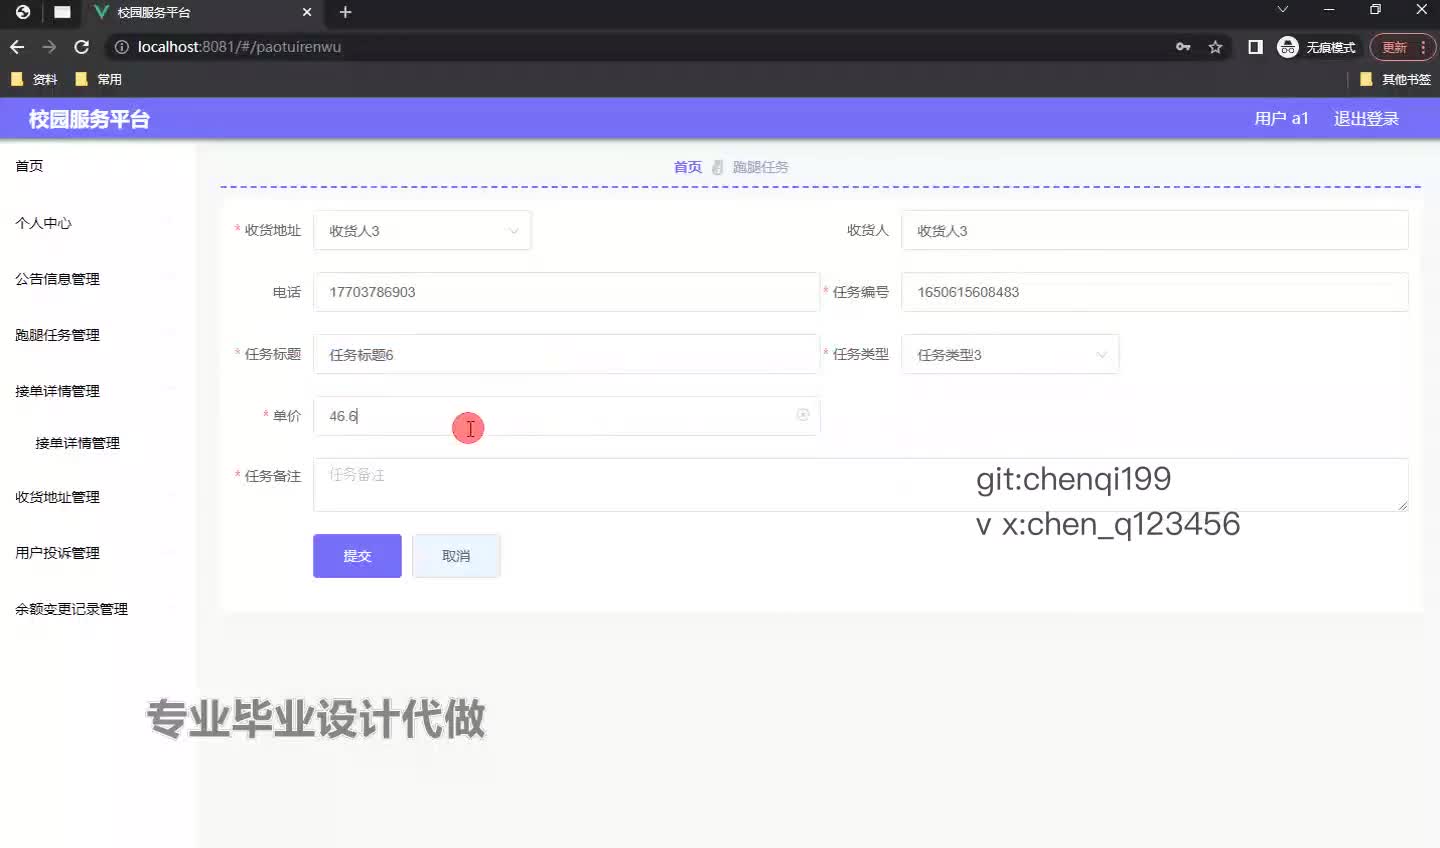 校园服务平台
localhost:8081/#/paotuirenwu
无痕模式
更新
资料
常用
其他书签
校园服务平台
用户 a1
退出登录
首页
个人中心
公告信息管理
跑腿任务管理
接单详情管理
接单详情管理
收货地址管理
用户投诉管理
余额变更记录管理
首页
跑腿任务
* 收货地址
收货人3
收货人
收货人3
电话
17703786903
* 任务编号
1650615608483
* 任务标题
任务标题6
* 任务类型
任务类型3
* 单价
46.6
* 任务备注
任务备注
提交
取消
git:chenqi199
v x:chen_q123456
专业毕业设计代做